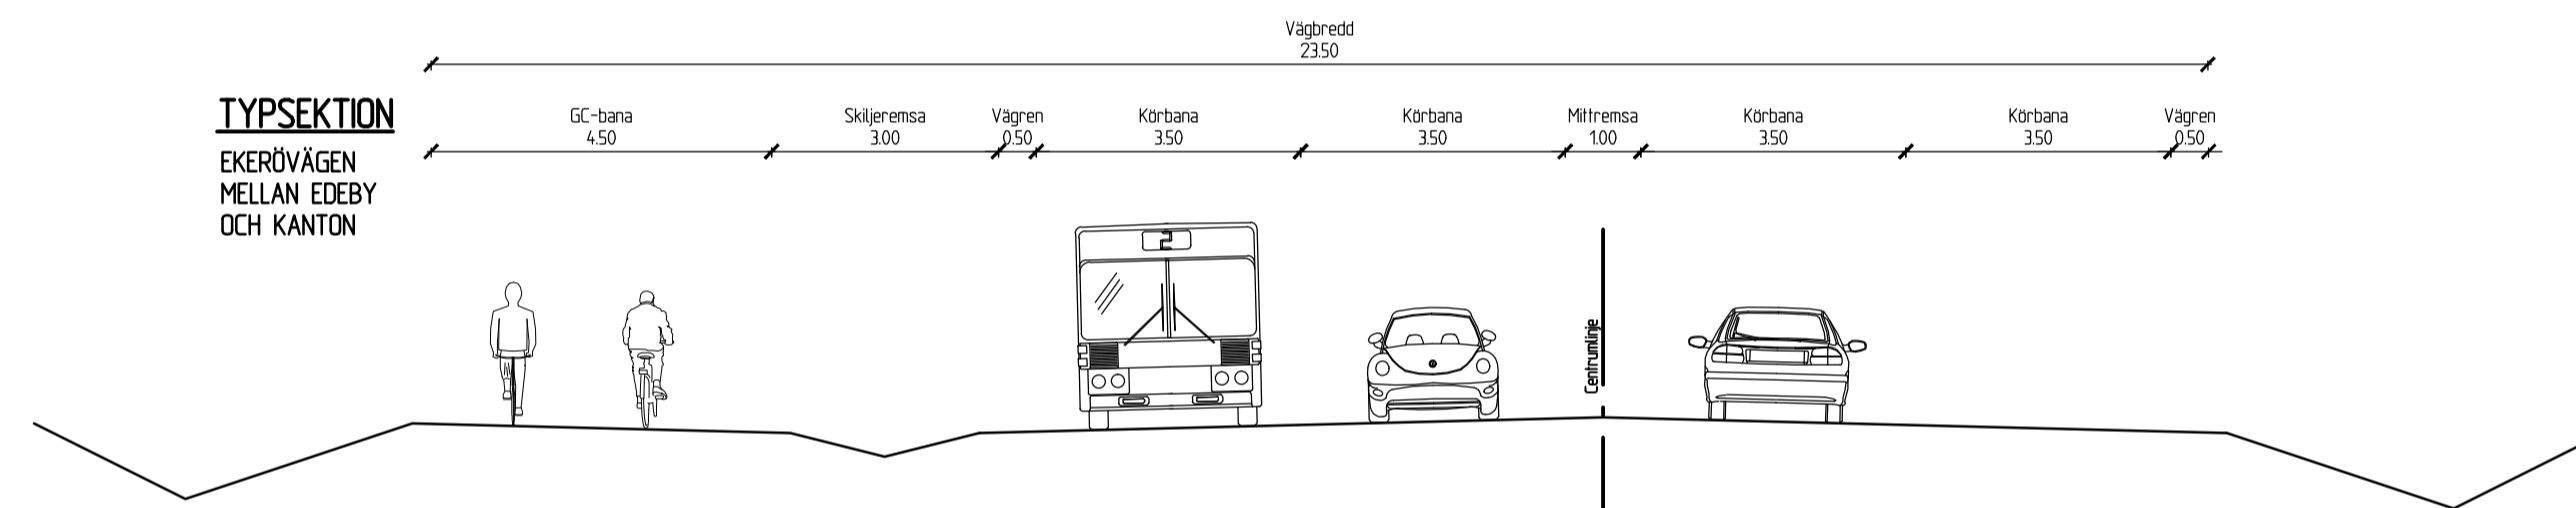 Vägbredd
23.50
TYPSEKTION
EKERÖVÄGEN
MELLAN EDEBY
OCH KANTON
GC-bana
4.50
Skiljeremsa
3.00
Vägren
0.50
Körbana
3.50
Körbana
3.50
Mittremsa
1.00
Körbana
3.50
Körbana
3.50
Vägren
0.50
2
Centrumlinje